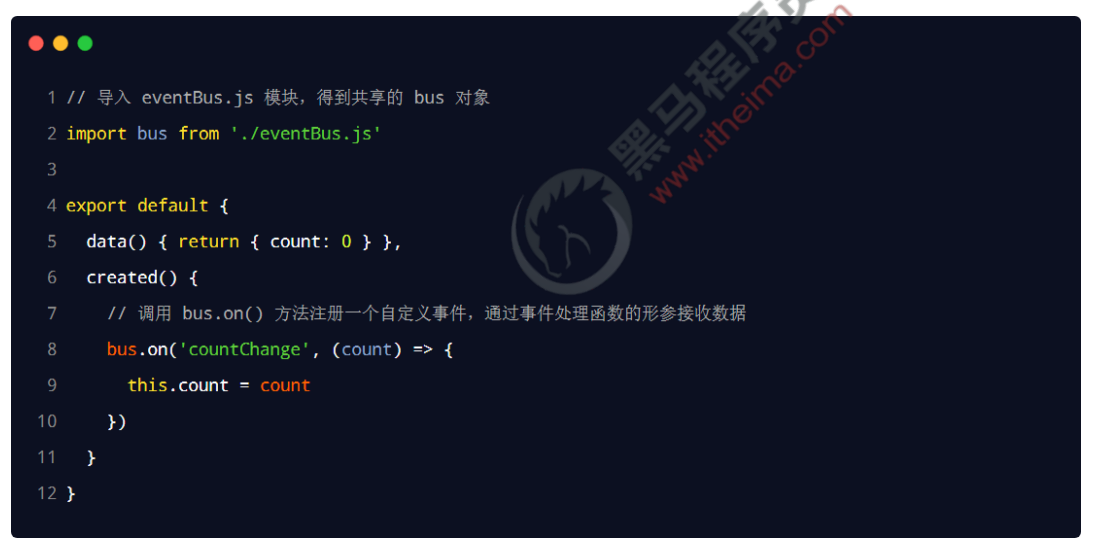 黑马程序员
www.itheima.com
1 // 导入 eventBus.js 模块，得到共享的 bus 对象
2 import bus from './eventBus.js'
3
4 export default {
5 data() { return { count: 0 } },
6 created() {
7 // 调用 bus.on() 方法注册一个自定义事件，通过事件处理函数的形参接收数据
8 bus.on('countChange', (count) => {
9 this.count = count
10 })
11 }
12 }